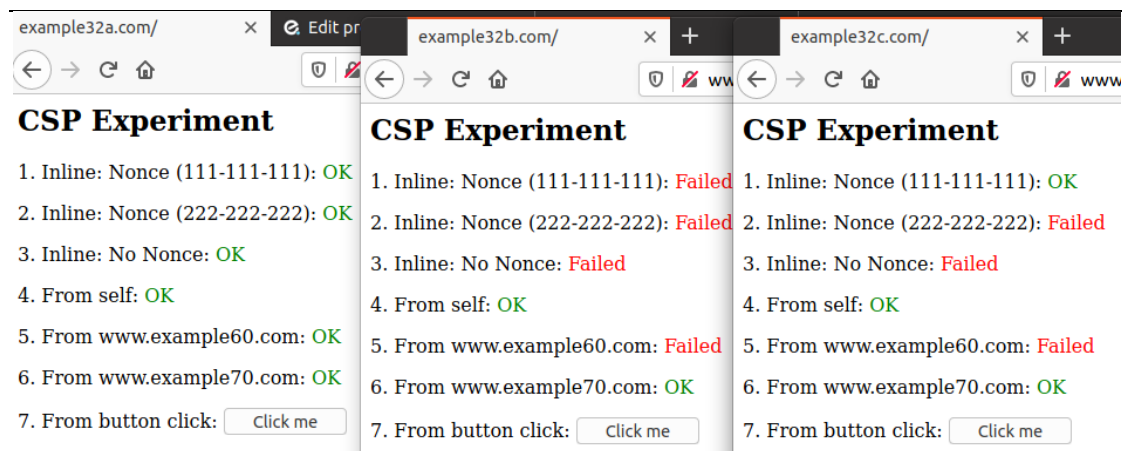 example32a.com/
Edit pr
CSP Experiment
1. Inline: Nonce (111-111-111): OK
2. Inline: Nonce (222-222-222): OK
3. Inline: No Nonce: OK
4. From self: OK
5. From www.example60.com: OK
6. From www.example70.com: OK
7. From button click: Click me
example32b.com/
ww
CSP Experiment
1. Inline: Nonce (111-111-111): Failed
2. Inline: Nonce (222-222-222): Failed
3. Inline: No Nonce: Failed
4. From self: OK
5. From www.example60.com: Failed
6. From www.example70.com: OK
7. From button click: Click me
example32c.com/
www
CSP Experiment
1. Inline: Nonce (111-111-111): OK
2. Inline: Nonce (222-222-222): Failed
3. Inline: No Nonce: Failed
4. From self: OK
5. From www.example60.com: Failed
6. From www.example70.com: OK
7. From button click: Click me